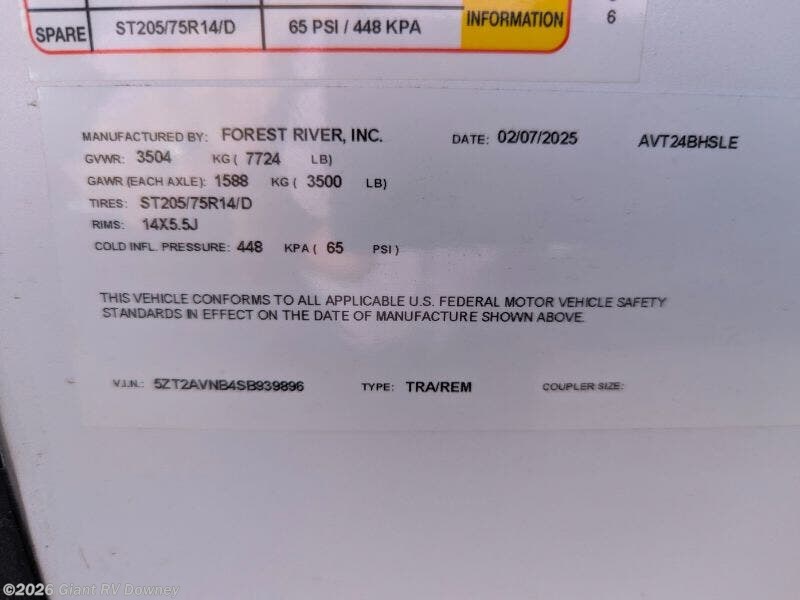 SPARE ST205/75R14/D 65 PSI / 448 KPA INFORMATION
6
MANUFACTURED BY: FOREST RIVER, INC. DATE: 02/07/2025 AVT24BHSLE
GVWR: 3504 KG ( 7724 LB)
GAWR (EACH AXLE): 1588 KG ( 3500 LB)
TIRES: ST205/75R14/D
RIMS: 14X5.5J
COLD INFL. PRESSURE: 448 KPA ( 65 PSI )
THIS VEHICLE CONFORMS TO ALL APPLICABLE U.S. FEDERAL MOTOR VEHICLE SAFETY
STANDARDS IN EFFECT ON THE DATE OF MANUFACTURE SHOWN ABOVE.
V.I.N.: 5ZT2AVNB4SB939896 TYPE: TRA/REM COUPLER SIZE:
©2026 Giant RV Downey